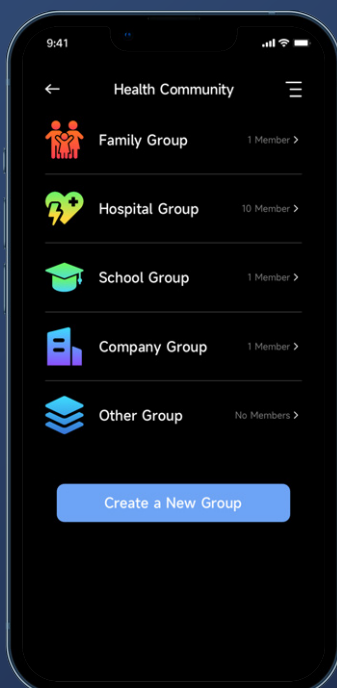 9:41
Health Community
Family Group 1 Member >
Hospital Group 10 Member >
School Group 1 Member >
Company Group 1 Member >
Other Group No Members >
Create a New Group